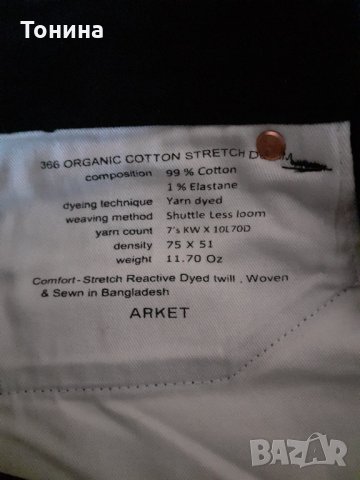 Тонина
366 ORGANIC COTTON STRETCH
composition 99 % Cotton
1 % Elastane
dyeing technique Yarn dyed
weaving method Shuttle Less loom
yarn count 7's KW X 10L70D
density 75 X 51
weight 11.70 Oz
Comfort-Stretch Reactive Dyed twill , Woven
& Sewn in Bangladesh
ARKET
BAZAR